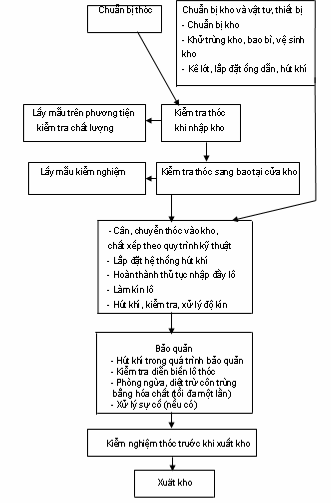 Chuẩn bị thóc
Chuẩn bị kho và vật tư, thiết bị
- Chuẩn bị kho
- Khử trùng kho, bao bì, vệ sinh
kho
- Kê lót, lắp đặt ống dẫn, hút khí
Lấy mẫu trên phương tiện
kiểm tra chất lượng
Kiểm tra thóc
khi nhập kho
Lấy mẫu kiểm nghiệm
Kiểm tra thóc sang bao tại cửa kho
- Cân, chuyển thóc vào kho,
chất xếp theo quy trình kỹ thuật
- Lắp đặt hệ thống hút khí
- Hoàn thành thủ tục nhập đầy lô
- Làm kín lô
- Hút khí, kiểm tra, xử lý độ kín
Bảo quản
- Hút khí trong quá trình bảo quản
- Kiểm tra diễn biến lô thóc
- Phòng ngừa, diệt trừ côn trùng
bằng hóa chất (tối đa một lần)
- Xử lý sự cố (nếu có)
Kiểm nghiệm thóc trước khi xuất kho
Xuất kho